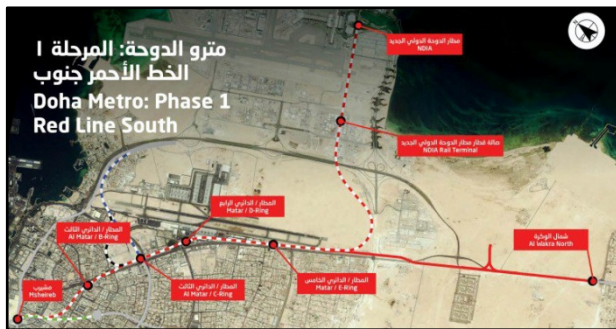 مترو الدوحة: المرحلة ١
الخط الأحمر جنوب
Doha Metro: Phase 1
Red Line South
مطار الدوحة الدولي الجديد
NDIA
صالة قطار مطار الدوحة الدولي الجديد
NDIA Rail Terminal
المطار / الدائري الرابع
Matar / D-Ring
المطار / الدائري الثالث
Al Matar / B-Ring
شمال الوكرة
Al Wakra North
المطار / الدائري الثالث
Al Matar / C-Ring
المطار / الدائري الخامس
Matar / E-Ring
مشيرب
Msheireb